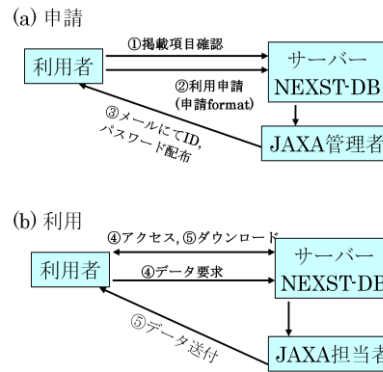 (a) 申請
①掲載項目確認
利用者
サーバー
NEXST-DB
②利用申請
(申請format)
③メールにてID,
パスワード配布
JAXA管理者
(b) 利用
④アクセス, ⑤ダウンロード
利用者
サーバー
NEXST-DB
④データ要求
⑤データ送付
JAXA担当者